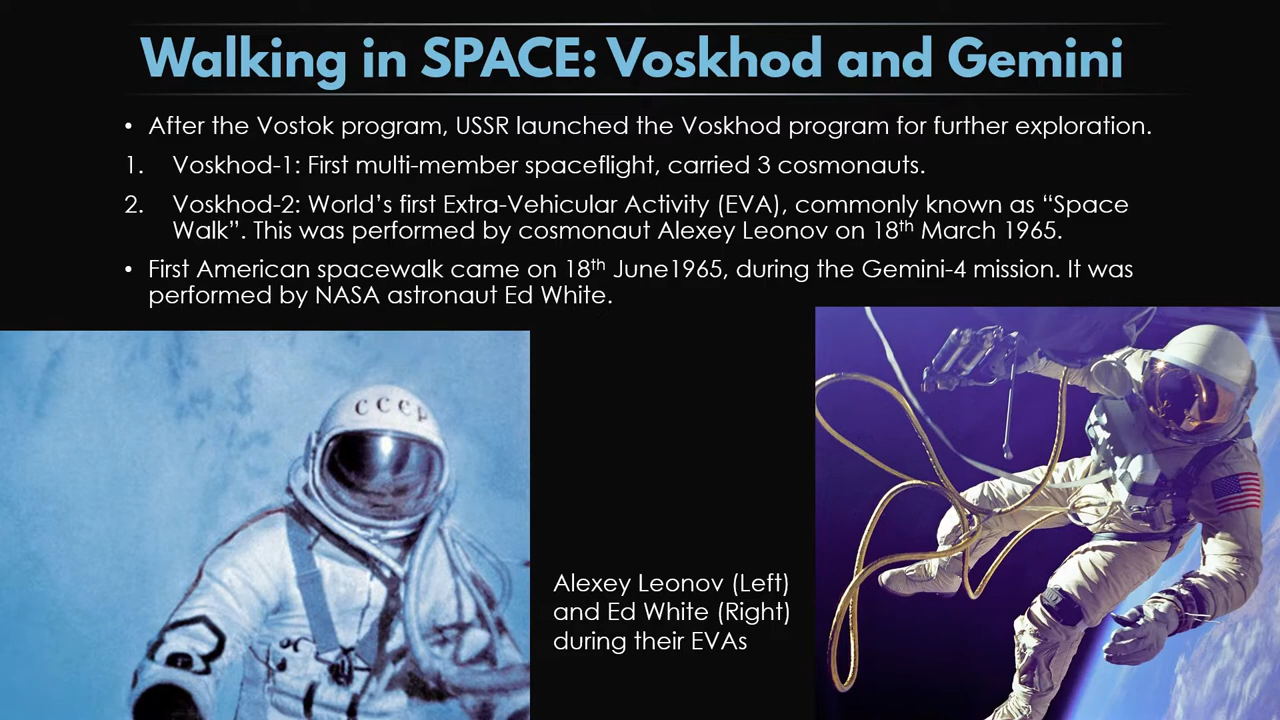 Walking in SPACE: Voskhod and Gemini
• After the Vostok program, USSR launched the Voskhod program for further exploration.
1. Voskhod-1: First multi-member spaceflight, carried 3 cosmonauts.
2. Voskhod-2: World’s first Extra-Vehicular Activity (EVA), commonly known as “Space
Walk”. This was performed by cosmonaut Alexey Leonov on 18th March 1965.
• First American spacewalk came on 18th June1965, during the Gemini-4 mission. It was
performed by NASA astronaut Ed White.
СССР
Alexey Leonov (Left)
and Ed White (Right)
during their EVAs